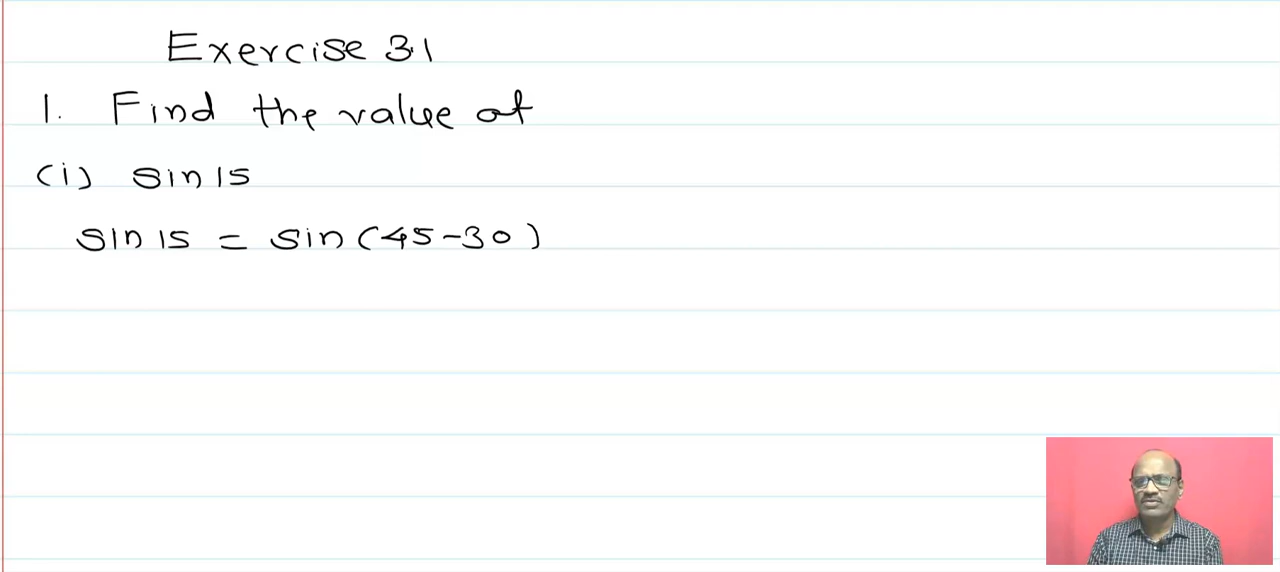 Exercise 3.1
1. Find the value of
(i) sin 15
sin 15 = sin (45-30)